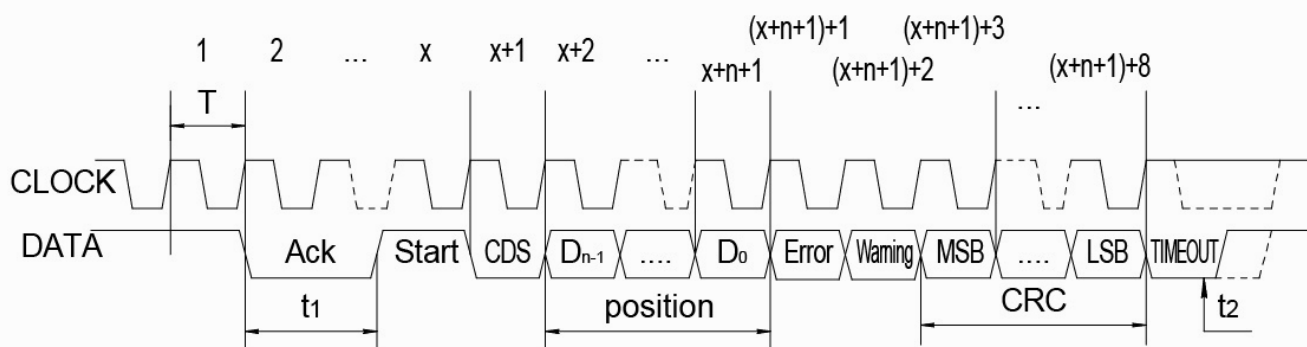 (x+n+1)+1 (x+n+1)+3
1 2 ... x x+1 x+2 ...
x+n+1 (x+n+1)+2 (x+n+1)+8
T ...
CLOCK
DATA Ack Start CDS Dn-1 .... D0 Error Warning MSB .... LSB TIMEOUT
t1 position CRC t2